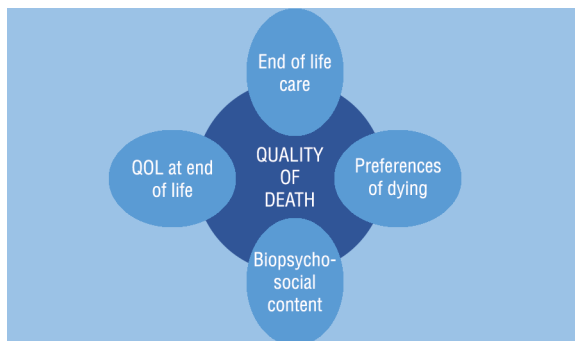 End of life
care
QOL at end
of life
QUALITY
OF
DEATH
Preferences
of dying
Biopsycho-
social
content